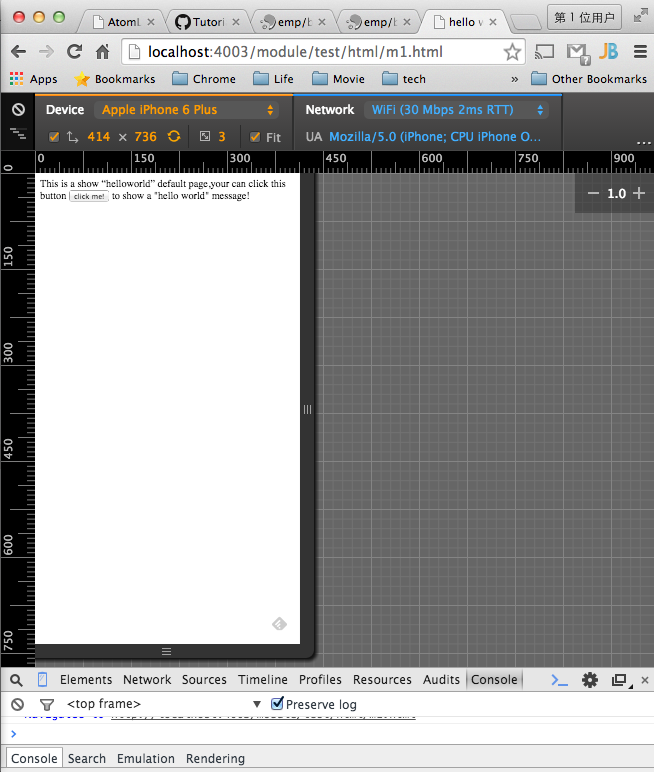 AtomL
Tutori
emp/b
emp/b
hello w
第 1 位用户
localhost:4003/module/test/html/m1.html
Apps Bookmarks Chrome Life Movie tech » Other Bookmarks
Device Apple iPhone 6 Plus Network WiFi (30 Mbps 2ms RTT)
414 × 736 3 Fit UA Mozilla/5.0 (iPhone; CPU iPhone O... ...
0 0 150 300 450 600 750 900
This is a show “helloworld” default page,your can click this
button click me! to show a "hello world" message!
− 1.0 +
150
300
450
600
750
Elements Network Sources Timeline Profiles Resources Audits Console
<top frame> Preserve log
Console Search Emulation Rendering